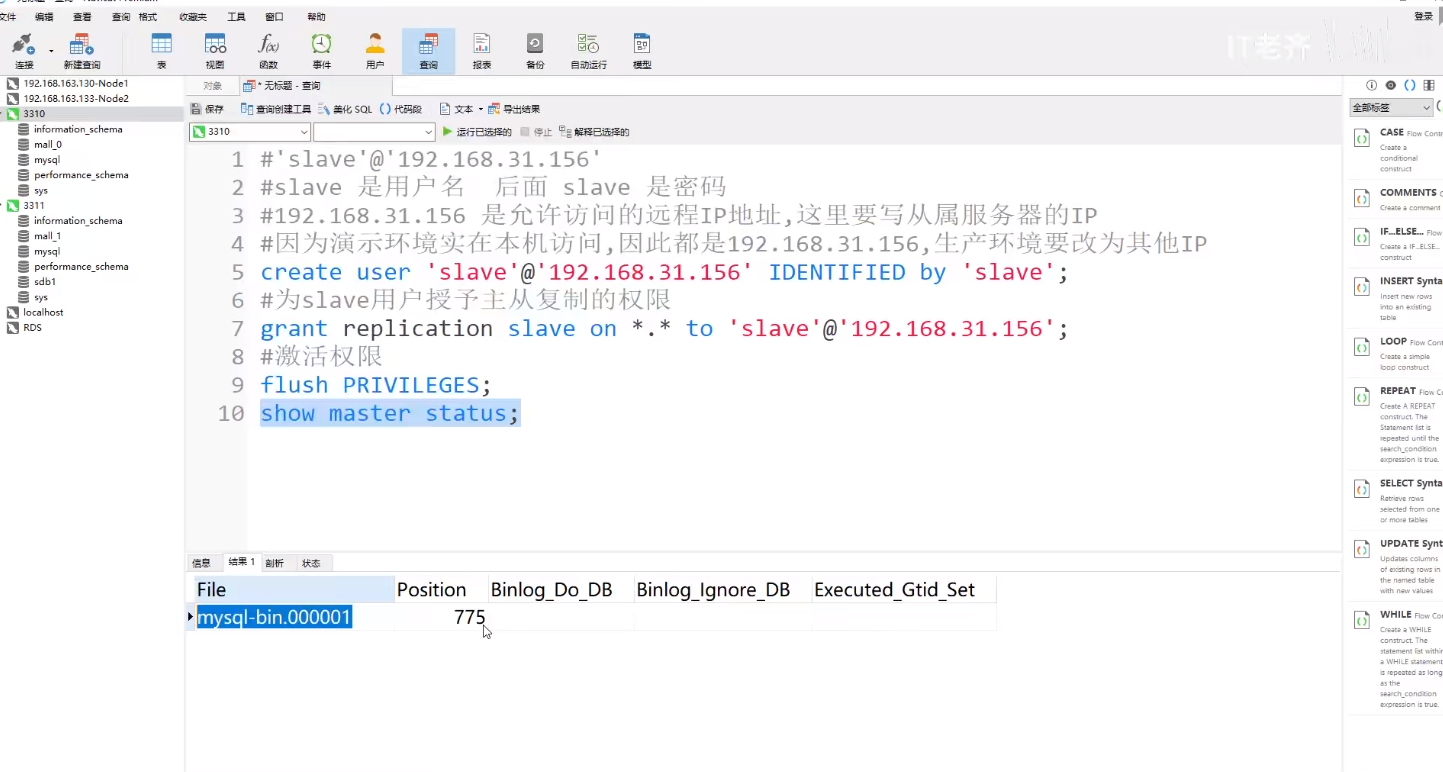 文件 编辑 查看 查询 格式 收藏夹 工具 窗口 帮助
登录
连接 新建查询 表 视图 函数 事件 用户 查询 报表 备份 自动运行 模型
IT老齐
192.168.163.130-Node1
192.168.163.133-Node2
3310
information_schema
mall_0
mysql
performance_schema
sys
3311
information_schema
mall_1
mysql
performance_schema
sdb1
sys
localhost
RDS
对象 * 无标题 - 查询
保存 查询创建工具 美化 SQL () 代码段 文本 导出结果
3310 运行已选择的 停止 解释已选择的
1 #'slave'@'192.168.31.156'
2 #slave 是用户名 后面 slave 是密码
3 #192.168.31.156 是允许访问的远程IP地址,这里要写从属服务器的IP
4 #因为演示环境实在本机访问,因此都是192.168.31.156,生产环境要改为其他IP
5 create user 'slave'@'192.168.31.156' IDENTIFIED by 'slave';
6 #为slave用户授予主从复制的权限
7 grant replication slave on *.* to 'slave'@'192.168.31.156';
8 #激活权限
9 flush PRIVILEGES;
10 show master status;
信息 结果 1 剖析 状态
File Position Binlog_Do_DB Binlog_Ignore_DB Executed_Gtid_Set
mysql-bin.000001 775
全部标签
CASE Flow Contr
Create a
conditional
construct
COMMENTS
Create a comment
IF...ELSE... Flow
Create a IF...ELSE...
construct
INSERT Synta
Insert new rows
into an existing
table
LOOP Flow Cont
Create a simple
loop construct
REPEAT Flow Co
Create A REPEAT
construct. The
Statement list is
repeated until the
search_condition
expression is true.
SELECT Synta
Retrieve rows
selected from one
or more tables
UPDATE Synt
Updates columns
of existing rows in
the named table
with new values
WHILE Flow Con
Create a WHILE
construct. The
statement list within
a WHILE statement
is repeated as long
as the
search_condition
expression is true.